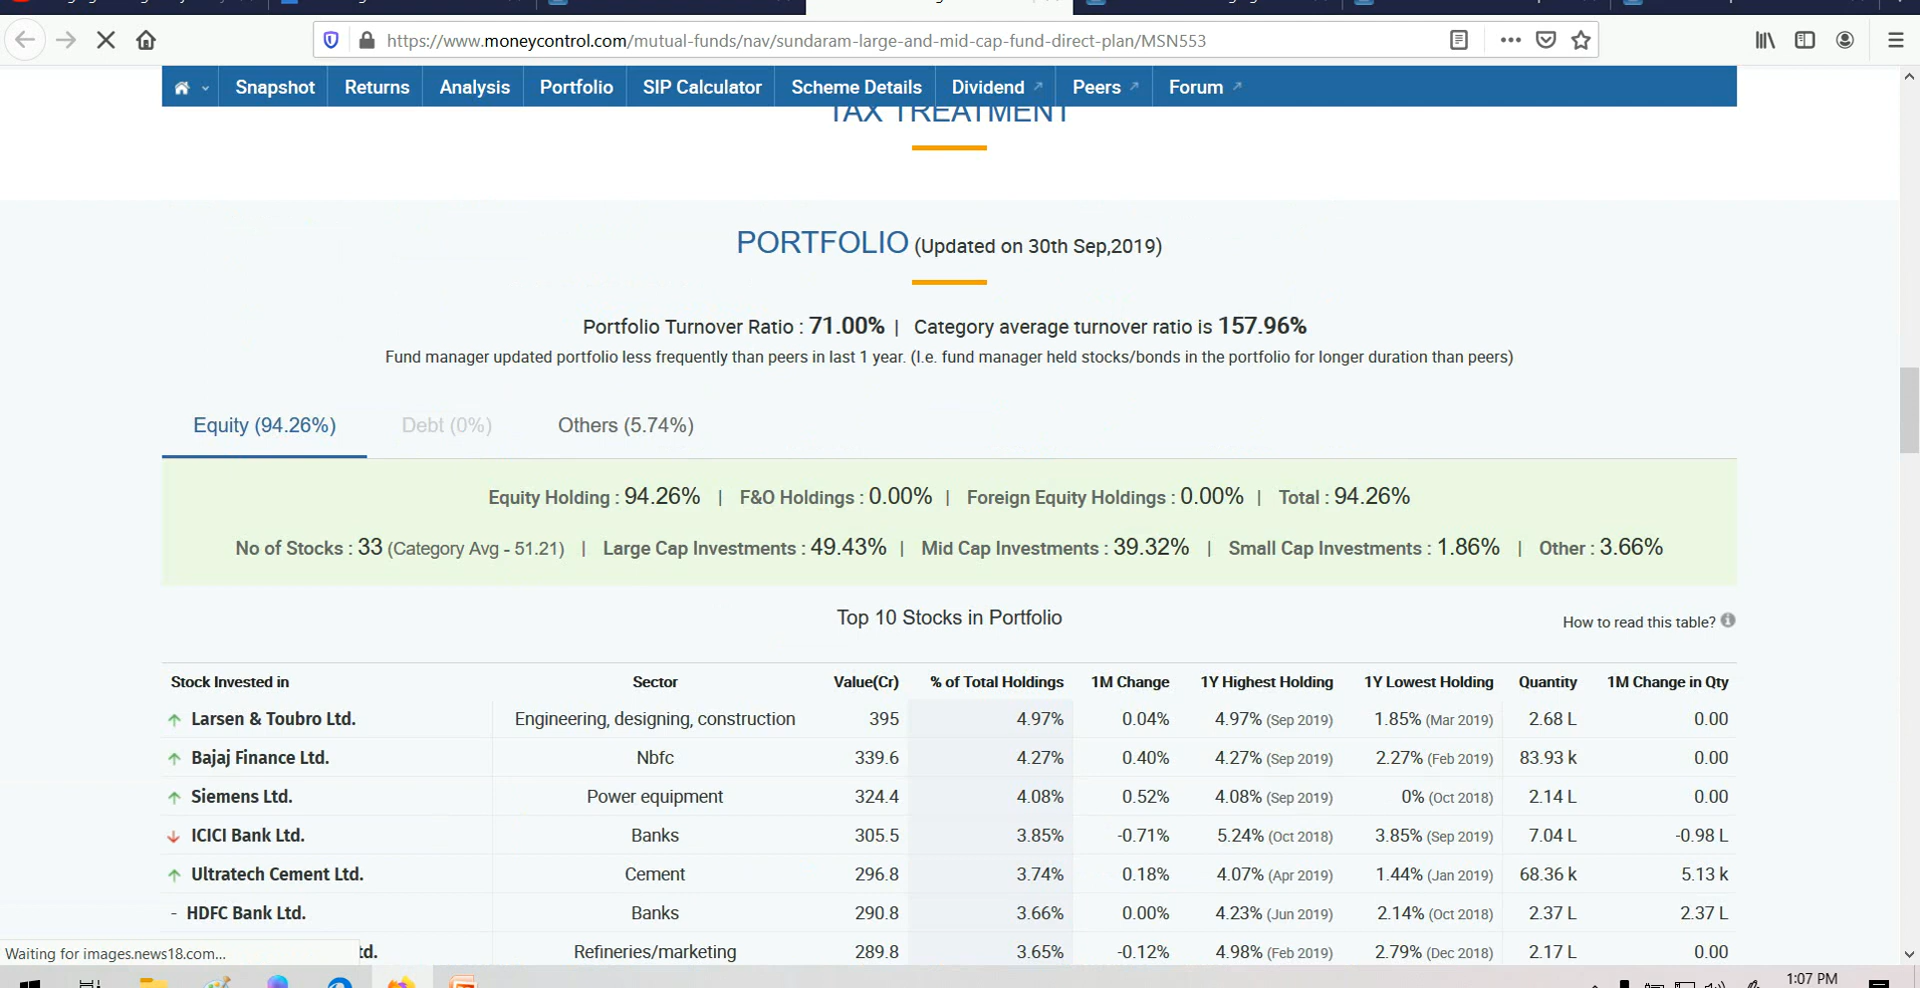 https://www.moneycontrol.com/mutual-funds/nav/sundaram-large-and-mid-cap-fund-direct-plan/MSN553
Snapshot Returns Analysis Portfolio SIP Calculator Scheme Details Dividend Peers Forum
TAX TREATMENT
PORTFOLIO (Updated on 30th Sep,2019)
Portfolio Turnover Ratio : 71.00% | Category average turnover ratio is 157.96%
Fund manager updated portfolio less frequently than peers in last 1 year. (I.e. fund manager held stocks/bonds in the portfolio for longer duration than peers)
Equity (94.26%) Debt (0%) Others (5.74%)
Equity Holding : 94.26% | F&O Holdings : 0.00% | Foreign Equity Holdings : 0.00% | Total : 94.26%
No of Stocks : 33 (Category Avg - 51.21) | Large Cap Investments : 49.43% | Mid Cap Investments : 39.32% | Small Cap Investments : 1.86% | Other : 3.66%
Top 10 Stocks in Portfolio
How to read this table?
Stock Invested in Sector Value(Cr) % of Total Holdings 1M Change 1Y Highest Holding 1Y Lowest Holding Quantity 1M Change in Qty
Larsen & Toubro Ltd. Engineering, designing, construction 395 4.97% 0.04% 4.97% (Sep 2019) 1.85% (Mar 2019) 2.68 L 0.00
Bajaj Finance Ltd. Nbfc 339.6 4.27% 0.40% 4.27% (Sep 2019) 2.27% (Feb 2019) 83.93 k 0.00
Siemens Ltd. Power equipment 324.4 4.08% 0.52% 4.08% (Sep 2019) 0% (Oct 2018) 2.14 L 0.00
ICICI Bank Ltd. Banks 305.5 3.85% -0.71% 5.24% (Oct 2018) 3.85% (Sep 2019) 7.04 L -0.98 L
Ultratech Cement Ltd. Cement 296.8 3.74% 0.18% 4.07% (Apr 2019) 1.44% (Jan 2019) 68.36 k 5.13 k
- HDFC Bank Ltd. Banks 290.8 3.66% 0.00% 4.23% (Jun 2019) 2.14% (Oct 2018) 2.37 L 2.37 L
td. Refineries/marketing 289.8 3.65% -0.12% 4.98% (Feb 2019) 2.79% (Dec 2018) 2.17 L 0.00
Waiting for images.news18.com...
1:07 PM